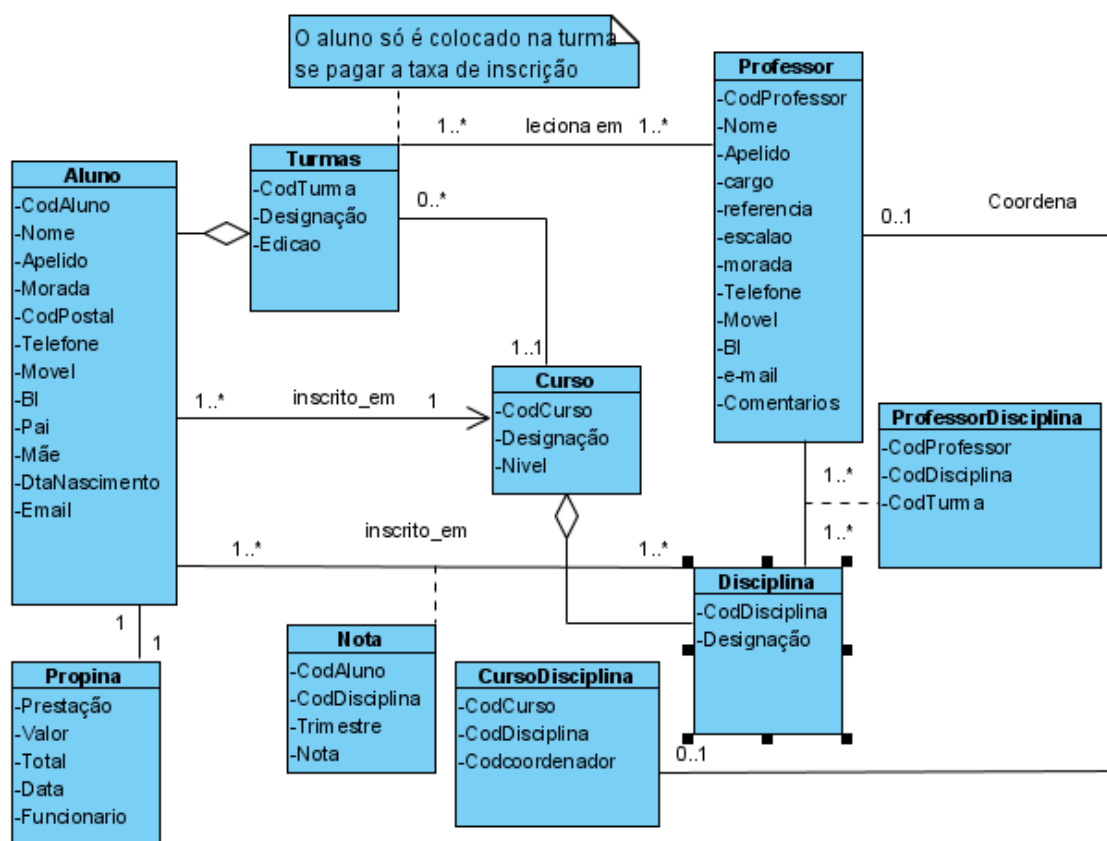 O aluno só é colocado na turma
se pagar a taxa de inscrição
Professor
-CodProfessor
-Nome
-Apelido
-cargo
-referência
-escalao
-morada
-Telefone
-Movel
-BI
-e-mail
-Comentarios
1..*
leciona em
1..*
Turmas
-CodTurma
-Designação
-Edicao
Aluno
-CodAluno
-Nome
-Apelido
-Morada
-CodPostal
-Telefone
-Movel
-BI
-Pai
-Mãe
-DtaNascimento
-Email
0..*
0..1
Coordena
1..1
Curso
-CodCurso
-Designação
-Nivel
1..*
inscrito_em
1
ProfessorDisciplina
-CodProfessor
-CodDisciplina
-CodTurma
1..*
1..*
inscrito_em
1..*
1..*
Disciplina
-CodDisciplina
-Designação
1
1
Propina
-Prestação
-Valor
-Total
-Data
-Funcionario
Nota
-CodAluno
-CodDisciplina
-Trimestre
-Nota
CursoDisciplina
-CodCurso
-CodDisciplina
-Codcoordenador
0..1